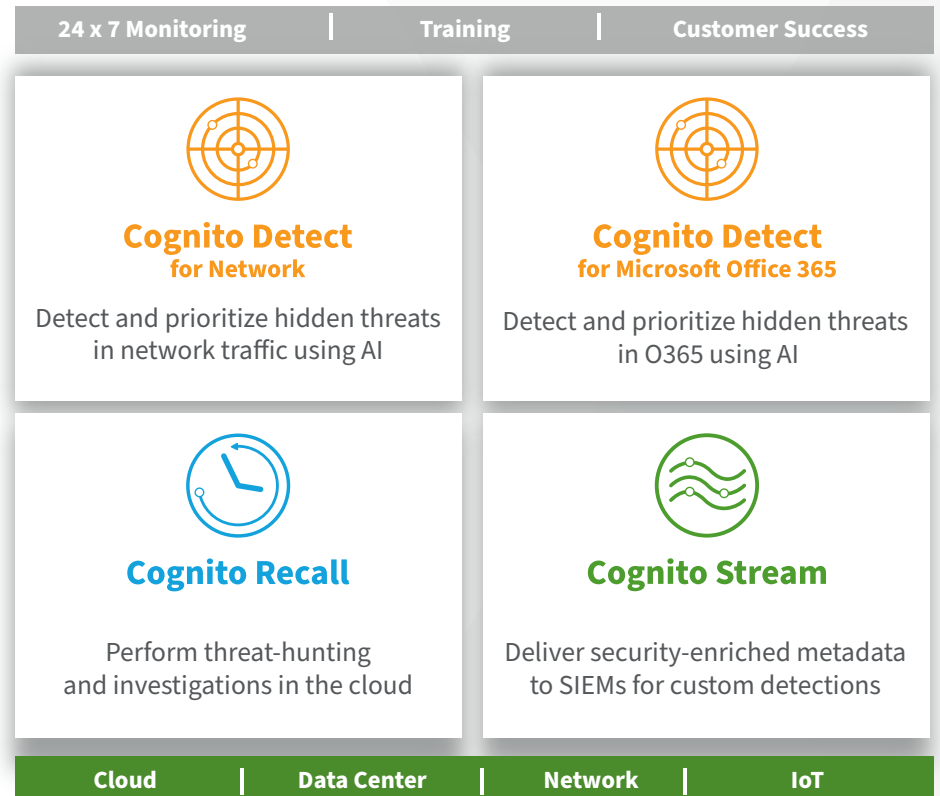 24 x 7 Monitoring | Training | Customer Success
Cognito Detect
for Network
Detect and prioritize hidden threats
in network traffic using AI
Cognito Detect
for Microsoft Office 365
Detect and prioritize hidden threats
in O365 using AI
Cognito Recall
Perform threat-hunting
and investigations in the cloud
Cognito Stream
Deliver security-enriched metadata
to SIEMs for custom detections
Cloud | Data Center | Network | IoT